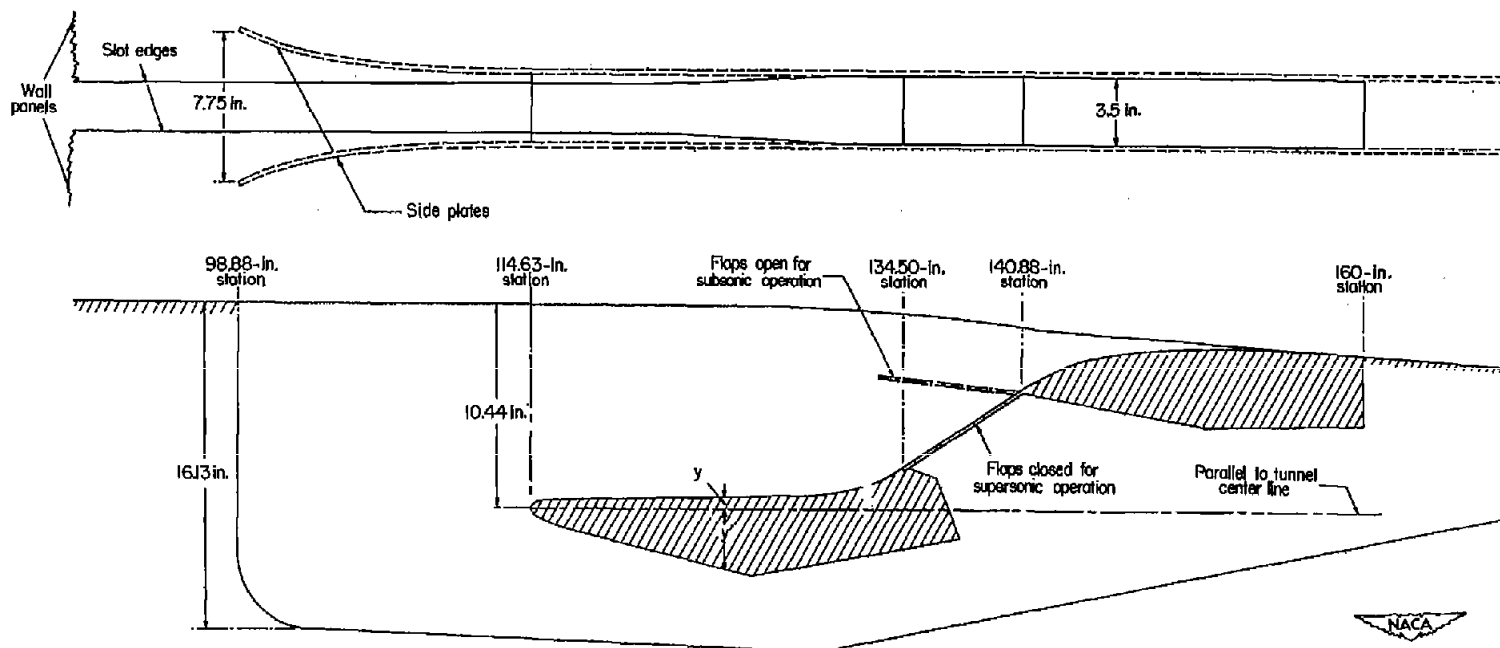 Slot edges
Wall
panels
7.75 in.
3.5 in.
Side plates
98.88-in.
station
114.63-in.
station
Flaps open for
subsonic operation
134.50-in.
station
140.88-in.
station
160-in.
station
10.44 in.
16.13 in.
y
Flaps closed for
supersonic operation
Parallel to tunnel
center line
NACA